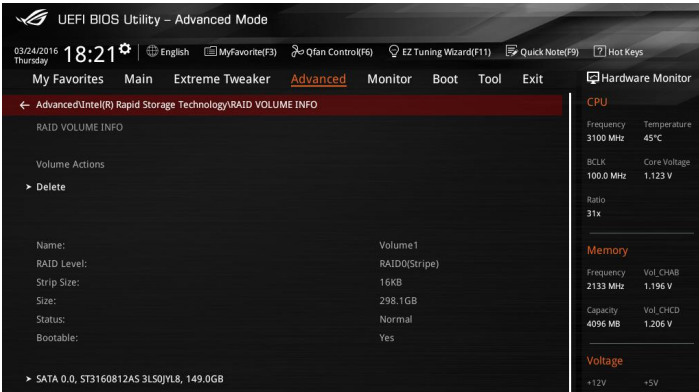 UEFI BIOS Utility – Advanced Mode
03/24/2016 Thursday 18:21 English MyFavorite(F3) Qfan Control(F6) EZ Tuning Wizard(F11) Quick Note(F9) ? Hot Keys
My Favorites Main Extreme Tweaker Advanced Monitor Boot Tool Exit
← Advanced\Intel(R) Rapid Storage Technology\RAID VOLUME INFO
RAID VOLUME INFO
Volume Actions
> Delete
Name: Volume1
RAID Level: RAID0(Stripe)
Strip Size: 16KB
Size: 298.1GB
Status: Normal
Bootable: Yes
> SATA 0.0, ST3160812AS 3LS0JYL8, 149.0GB
Hardware Monitor
CPU
Frequency Temperature
3100 MHz 45°C
BCLK Core Voltage
100.0 MHz 1.123 V
Ratio
31x
Memory
Frequency Vol_CHAB
2133 MHz 1.196 V
Capacity Vol_CHCD
4096 MB 1.206 V
Voltage
+12V +5V